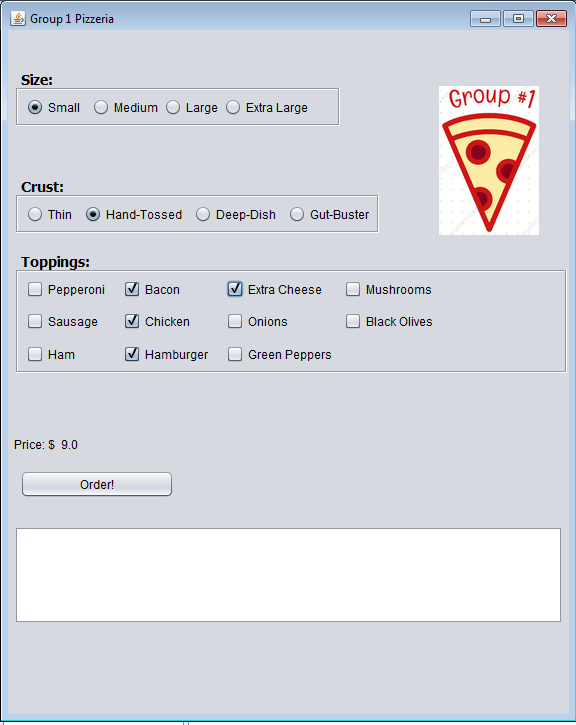 Group 1 Pizzeria
Size:
Small Medium Large Extra Large
Group #1
Crust:
Thin Hand-Tossed Deep-Dish Gut-Buster
Toppings:
Pepperoni Bacon Extra Cheese Mushrooms
Sausage Chicken Onions Black Olives
Ham Hamburger Green Peppers
Price: $ 9.0
Order!